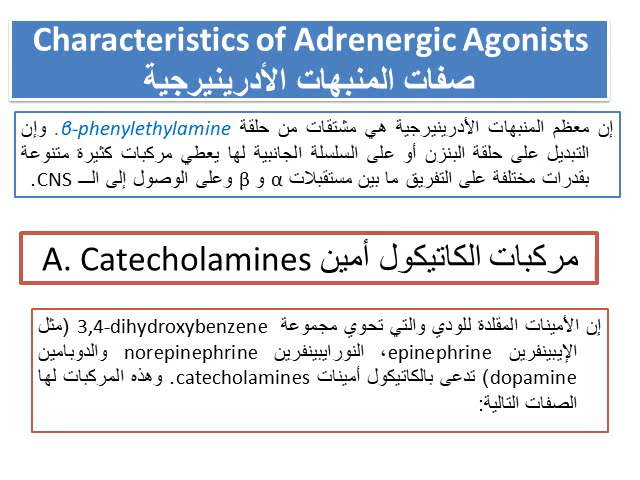 Characteristics of Adrenergic Agonists
صفات المنبهات الأدرينيرجية
إن معظم المنبهات الأدرينيرجية هي مشتقات من حلقة β-phenylethylamine. وإن
التبديل على حلقة البنزن أو على السلسلة الجانبية لها يعطي مركبات كثيرة متنوعة
بقدرات مختلفة على التفريق ما بين مستقبلات α و β وعلى الوصول إلى الـــ CNS.
A. Catecholamines مركبات الكاتيكول أمين
إن الأمينات المقلدة للودي والتي تحوي مجموعة 3,4-dihydroxybenzene (مثل
الإيبينفرين epinephrine، النورايبينفرين norepinephrine والدوبامين
dopamine) تدعى بالكاتيكول أمينات catecholamines. وهذه المركبات لها
الصفات التالية: